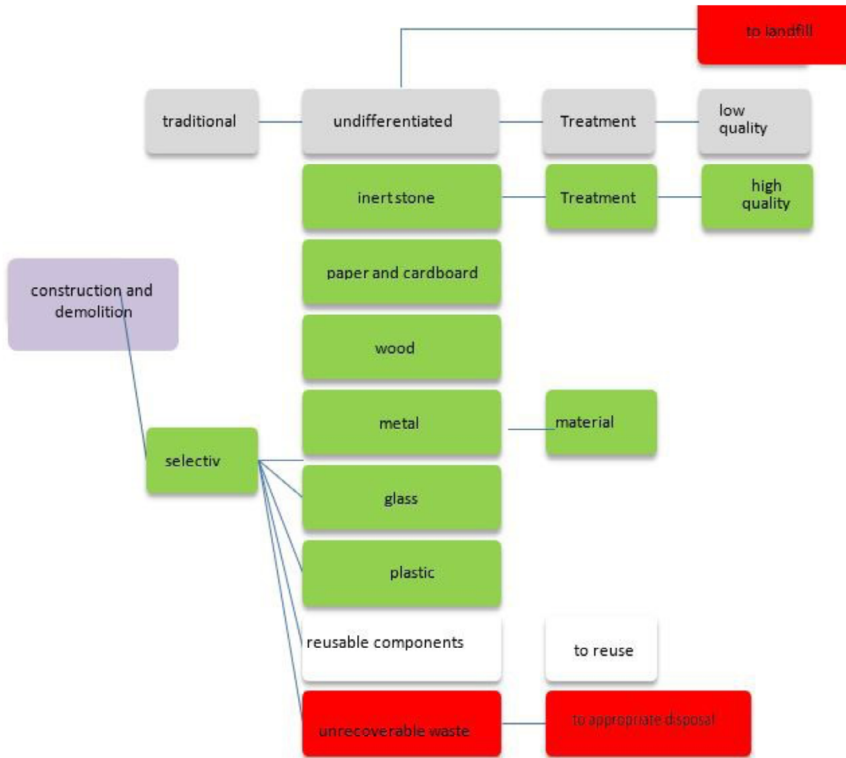 to landfill
traditional
undifferentiated
Treatment
low
quality
inert stone
Treatment
high
quality
paper and cardboard
construction and
demolition
wood
metal
material
selectiv
glass
plastic
reusable components
to reuse
unrecoverable waste
to appropriate disposal